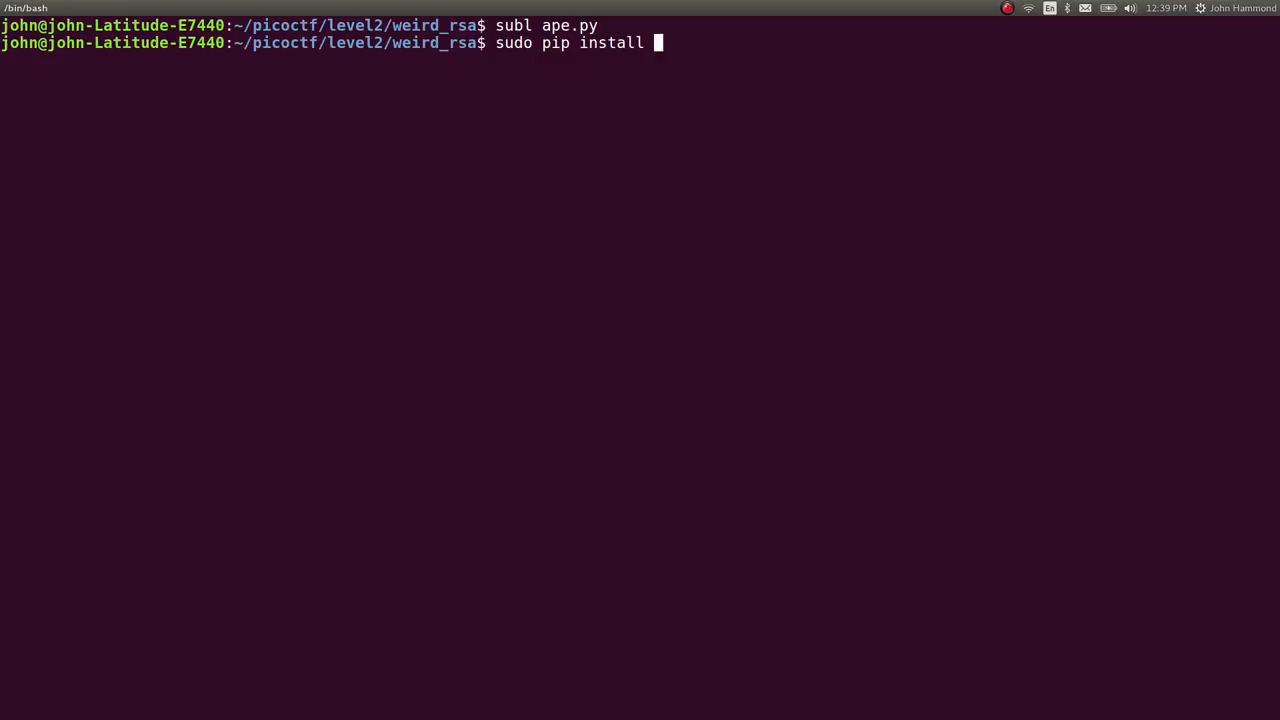 /bin/bash
En
12:39 PM
John Hammond
john@john-Latitude-E7440:~/picoctf/level2/weird_rsa$ subl ape.py
john@john-Latitude-E7440:~/picoctf/level2/weird_rsa$ sudo pip install